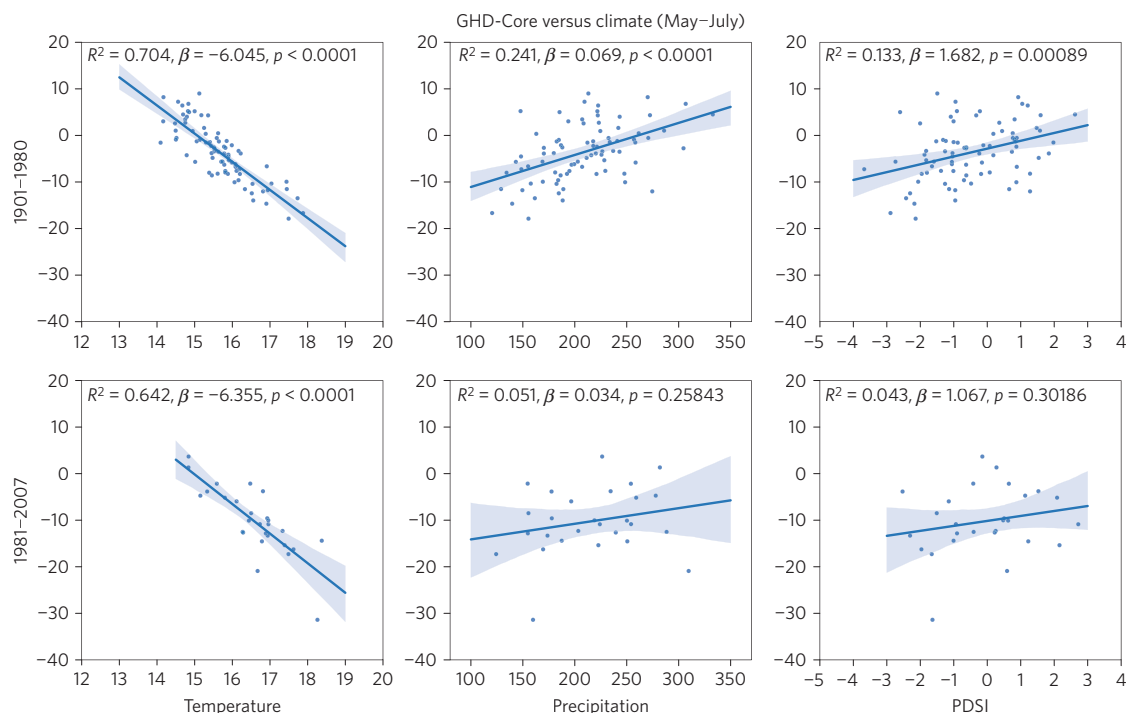 GHD-Core versus climate (May–July)
R² = 0.704, β = −6.045, p < 0.0001
R² = 0.241, β = 0.069, p < 0.0001
R² = 0.133, β = 1.682, p = 0.00089
1901–1980
20
10
0
−10
−20
−30
−40
12 13 14 15 16 17 18 19 20
20
10
0
−10
−20
−30
−40
100 150 200 250 300 350
20
10
0
−10
−20
−30
−40
−5 −4 −3 −2 −1 0 1 2 3 4
R² = 0.642, β = −6.355, p < 0.0001
R² = 0.051, β = 0.034, p = 0.25843
R² = 0.043, β = 1.067, p = 0.30186
1981–2007
20
10
0
−10
−20
−30
−40
12 13 14 15 16 17 18 19 20
Temperature
20
10
0
−10
−20
−30
−40
100 150 200 250 300 350
Precipitation
20
10
0
−10
−20
−30
−40
−5 −4 −3 −2 −1 0 1 2 3 4
PDSI